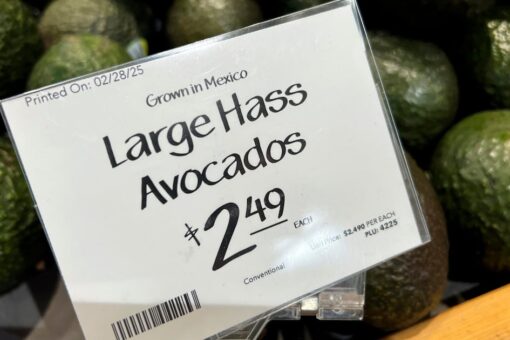 Printed On: 02/28/25
Grown in Mexico
Large Hass
Avocados
$2.49 EACH
Unit Price: $2.490 PER EACH
PLU: 4225
Conventional